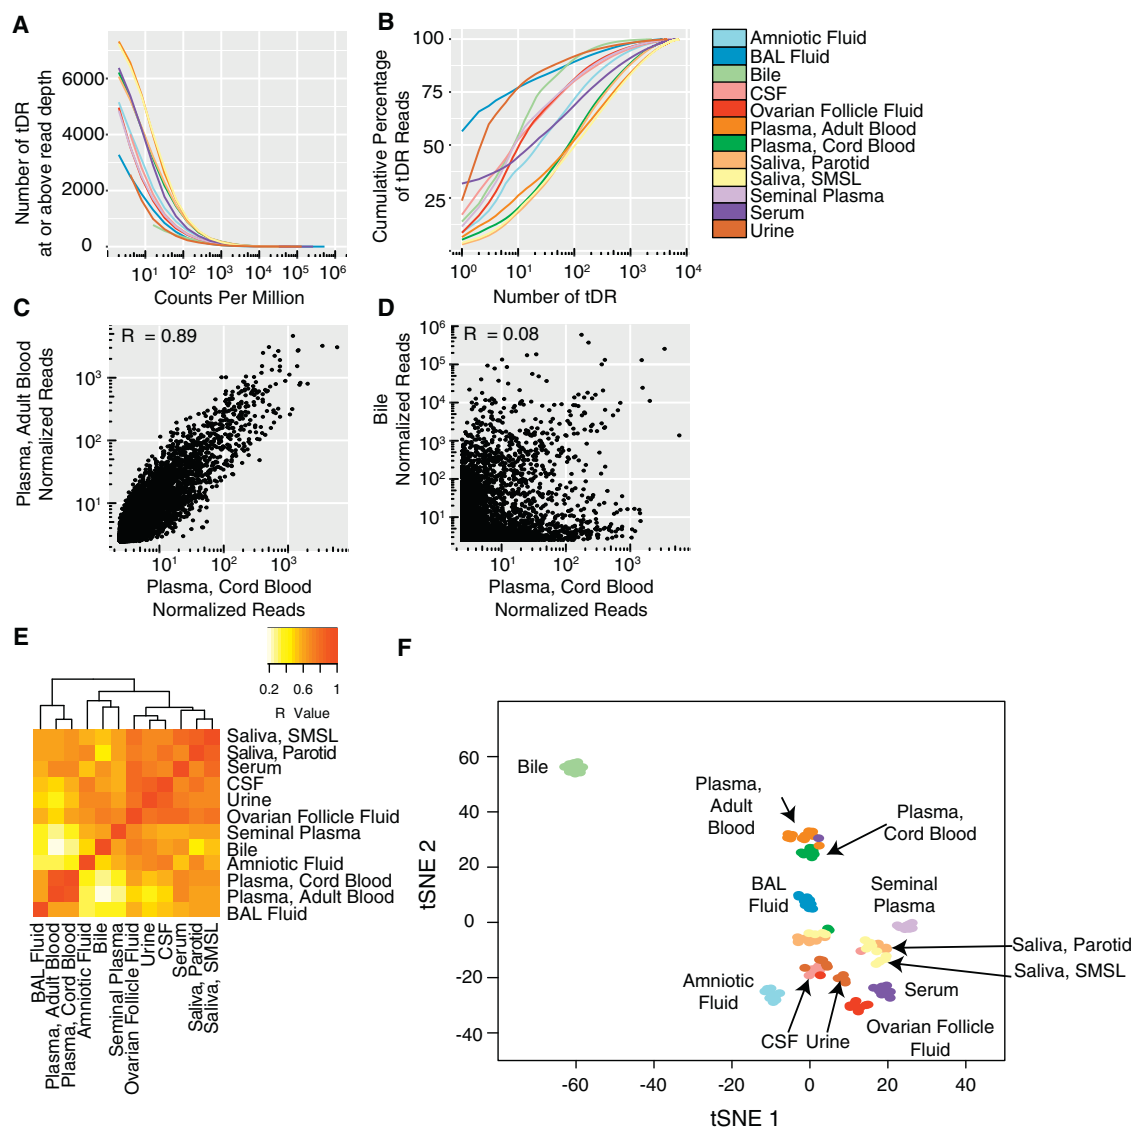 A
Number of tDR
at or above read depth
6000
4000
2000
0
10¹ 10² 10³ 10⁴ 10⁵ 10⁶
Counts Per Million
B
Cumulative Percentage
of tDR Reads
100
75
50
25
10⁰ 10¹ 10² 10³ 10⁴
Number of tDR
Amniotic Fluid
BAL Fluid
Bile
CSF
Ovarian Follicle Fluid
Plasma, Adult Blood
Plasma, Cord Blood
Saliva, Parotid
Saliva, SMSL
Seminal Plasma
Serum
Urine
C
Plasma, Adult Blood
Normalized Reads
R = 0.89
10³
10²
10¹
10¹ 10² 10³
Plasma, Cord Blood
Normalized Reads
D
Bile
Normalized Reads
R = 0.08
10⁶
10⁵
10⁴
10³
10²
10¹
10¹ 10² 10³
Plasma, Cord Blood
Normalized Reads
E
0.2 0.6 1
R Value
Saliva, SMSL
Saliva, Parotid
Serum
CSF
Urine
Ovarian Follicle Fluid
Seminal Plasma
Bile
Amniotic Fluid
Plasma, Cord Blood
Plasma, Adult Blood
BAL Fluid
BAL Fluid
Plasma, Adult Blood
Plasma, Cord Blood
Amniotic Fluid
Bile
Seminal Plasma
Ovarian Follicle Fluid
Urine
CSF
Serum
Saliva, Parotid
Saliva, SMSL
F
tSNE 2
60
40
20
0
-20
-40
Bile
Plasma,
Adult
Blood
Plasma,
Cord Blood
BAL
Fluid
Seminal
Plasma
Saliva, Parotid
Saliva, SMSL
Amniotic
Fluid
Serum
CSF
Urine
Ovarian Follicle
Fluid
-60 -40 -20 0 20 40
tSNE 1